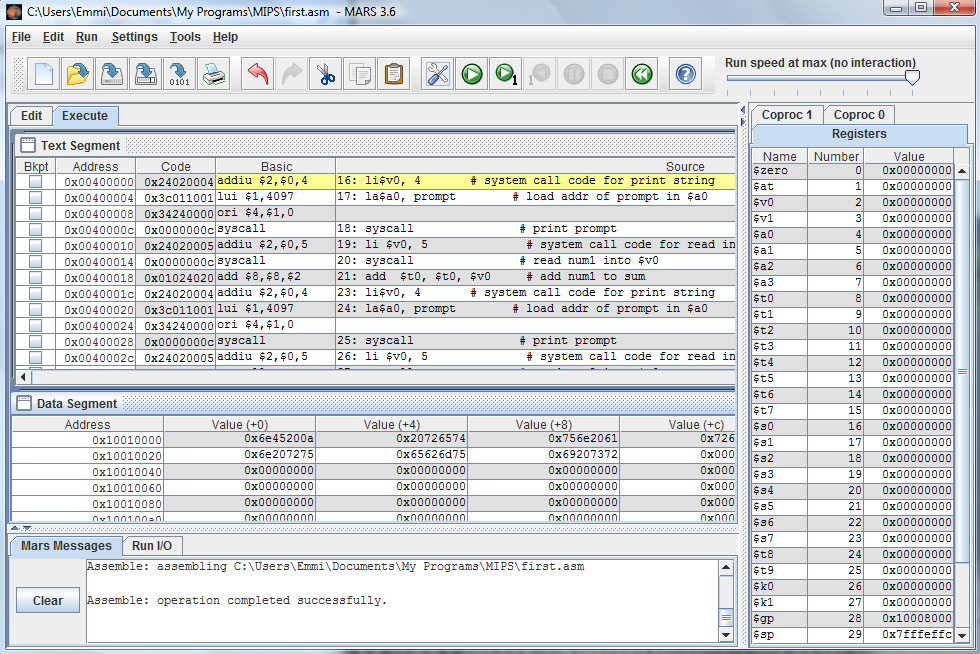 C:\Users\Emmi\Documents\My Programs\MIPS\first.asm - MARS 3.6
File Edit Run Settings Tools Help
Run speed at max (no interaction)
Edit Execute
Text Segment
Bkpt Address Code Basic Source
0x00400000 0x24020004 addiu $2,$0,4 16: li$v0, 4 # system call code for print string
0x00400004 0x3c011001 lui $1,4097 17: la$a0, prompt # load addr of prompt in $a0
0x00400008 0x34240000 ori $4,$1,0
0x0040000c 0x0000000c syscall 18: syscall # print prompt
0x00400010 0x24020005 addiu $2,$0,5 19: li $v0, 5 # system call code for read in
0x00400014 0x0000000c syscall 20: syscall # read num1 into $v0
0x00400018 0x01024020 add $8,$8,$2 21: add $t0, $t0, $v0 # add num1 to sum
0x0040001c 0x24020004 addiu $2,$0,4 23: li$v0, 4 # system call code for print string
0x00400020 0x3c011001 lui $1,4097 24: la$a0, prompt # load addr of prompt in $a0
0x00400024 0x34240000 ori $4,$1,0
0x00400028 0x0000000c syscall 25: syscall # print prompt
0x0040002c 0x24020005 addiu $2,$0,5 26: li $v0, 5 # system call code for read in
Data Segment
Address Value (+0) Value (+4) Value (+8) Value (+c)
0x10010000 0x6e45200a 0x20726574 0x756e2061 0x726
0x10010020 0x6e207275 0x65626d75 0x69207372 0x000
0x10010040 0x00000000 0x00000000 0x00000000 0x000
0x10010060 0x00000000 0x00000000 0x00000000 0x000
0x10010080 0x00000000 0x00000000 0x00000000 0x000
0x100100a0 0x00000000 0x00000000 0x00000000 0x000
Mars Messages Run I/O
Assemble: assembling C:\Users\Emmi\Documents\My Programs\MIPS\first.asm
Clear
Assemble: operation completed successfully.
Coproc 1 Coproc 0
Registers
Name Number Value
$zero 0 0x00000000
$at 1 0x00000000
$v0 2 0x00000000
$v1 3 0x00000000
$a0 4 0x00000000
$a1 5 0x00000000
$a2 6 0x00000000
$a3 7 0x00000000
$t0 8 0x00000000
$t1 9 0x00000000
$t2 10 0x00000000
$t3 11 0x00000000
$t4 12 0x00000000
$t5 13 0x00000000
$t6 14 0x00000000
$t7 15 0x00000000
$s0 16 0x00000000
$s1 17 0x00000000
$s2 18 0x00000000
$s3 19 0x00000000
$s4 20 0x00000000
$s5 21 0x00000000
$s6 22 0x00000000
$s7 23 0x00000000
$t8 24 0x00000000
$t9 25 0x00000000
$k0 26 0x00000000
$k1 27 0x00000000
$gp 28 0x10008000
$sp 29 0x7fffeffc